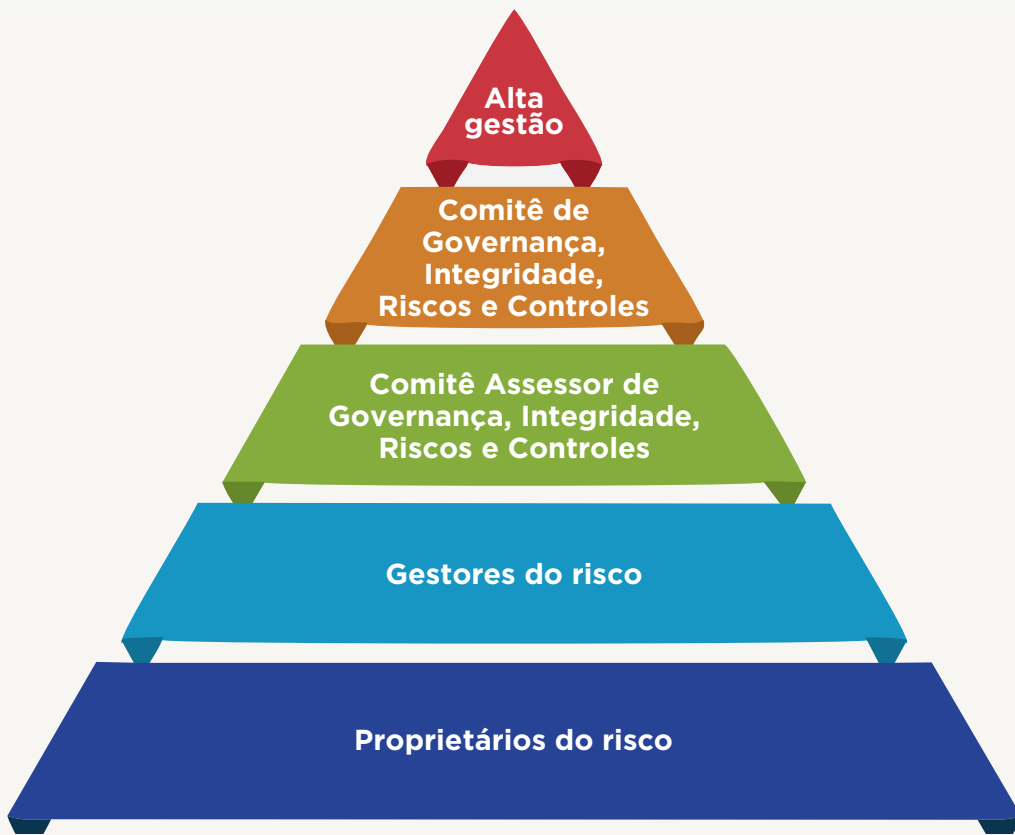 Alta
gestão
Comitê de
Governança,
Integridade,
Riscos e Controles
Comitê Assessor de
Governança, Integridade,
Riscos e Controles
Gestores do risco
Proprietários do risco